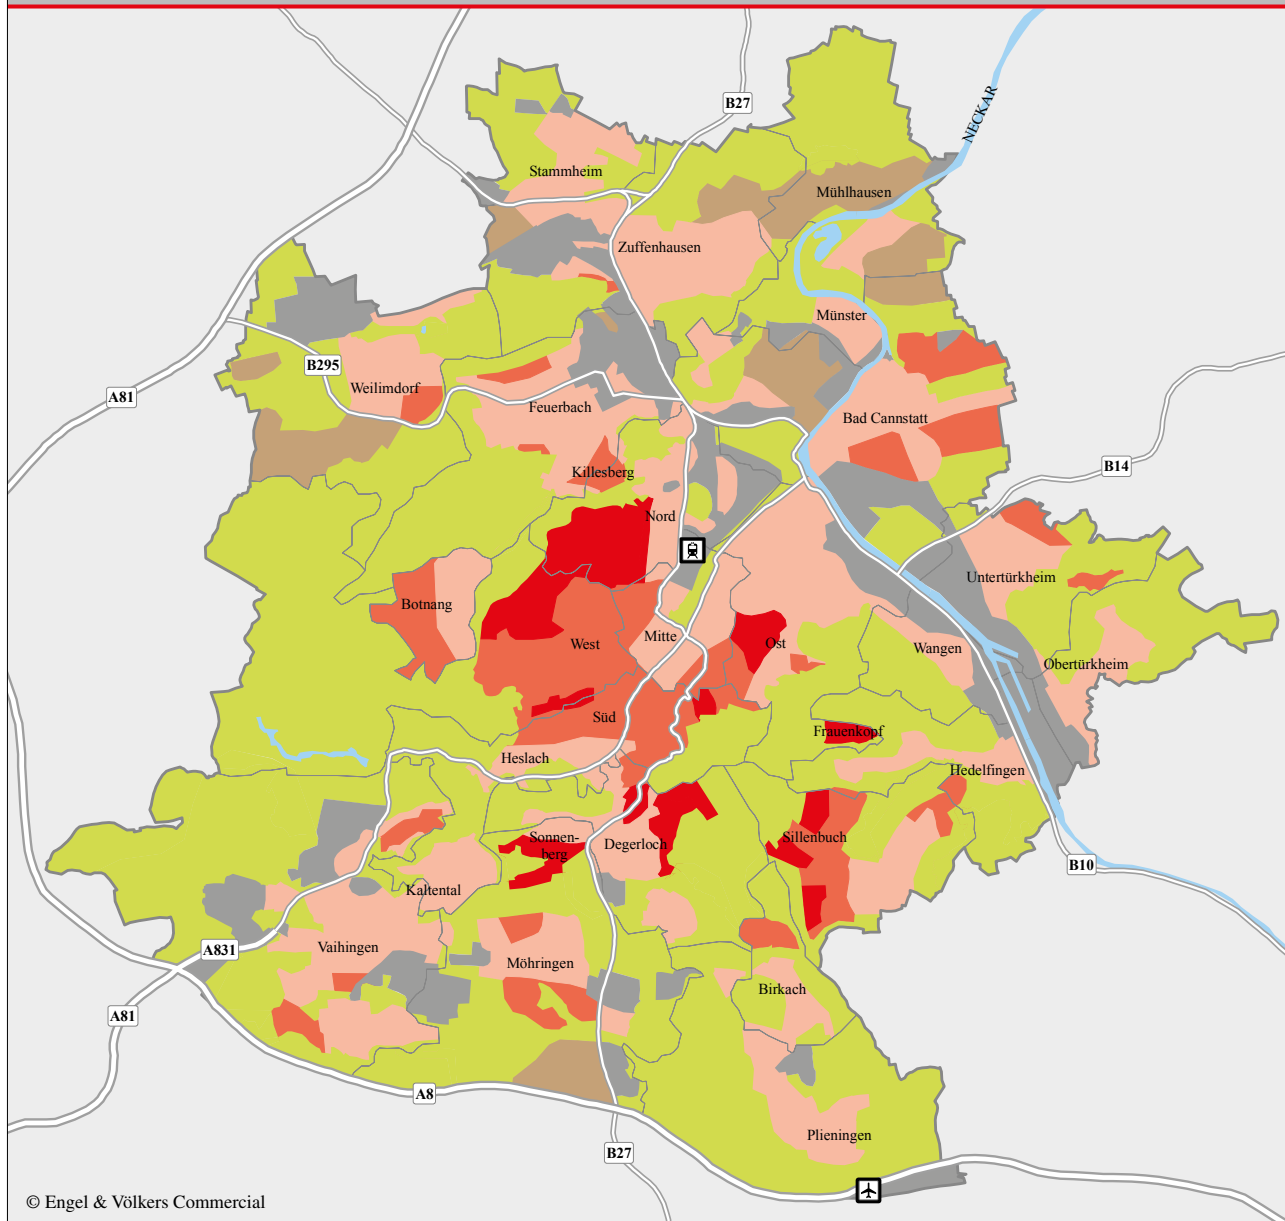 B27
NECKAR
Stammheim
Mühlhausen
Zuffenhausen
Münster
B295
Weilimdorf
A81
Feuerbach
Bad Cannstatt
B14
Killesberg
Nord
Untertürkheim
Botnang
West
Mitte
Ost
Wangen
Obertürkheim
Süd
Frauenkopf
Heslach
Hedelfingen
Sonnen-
berg
Degerloch
Sillenbuch
B10
Kaltental
A831
Vaihingen
Möhringen
Birkach
A81
A8
Plieningen
B27
© Engel & Völkers Commercial